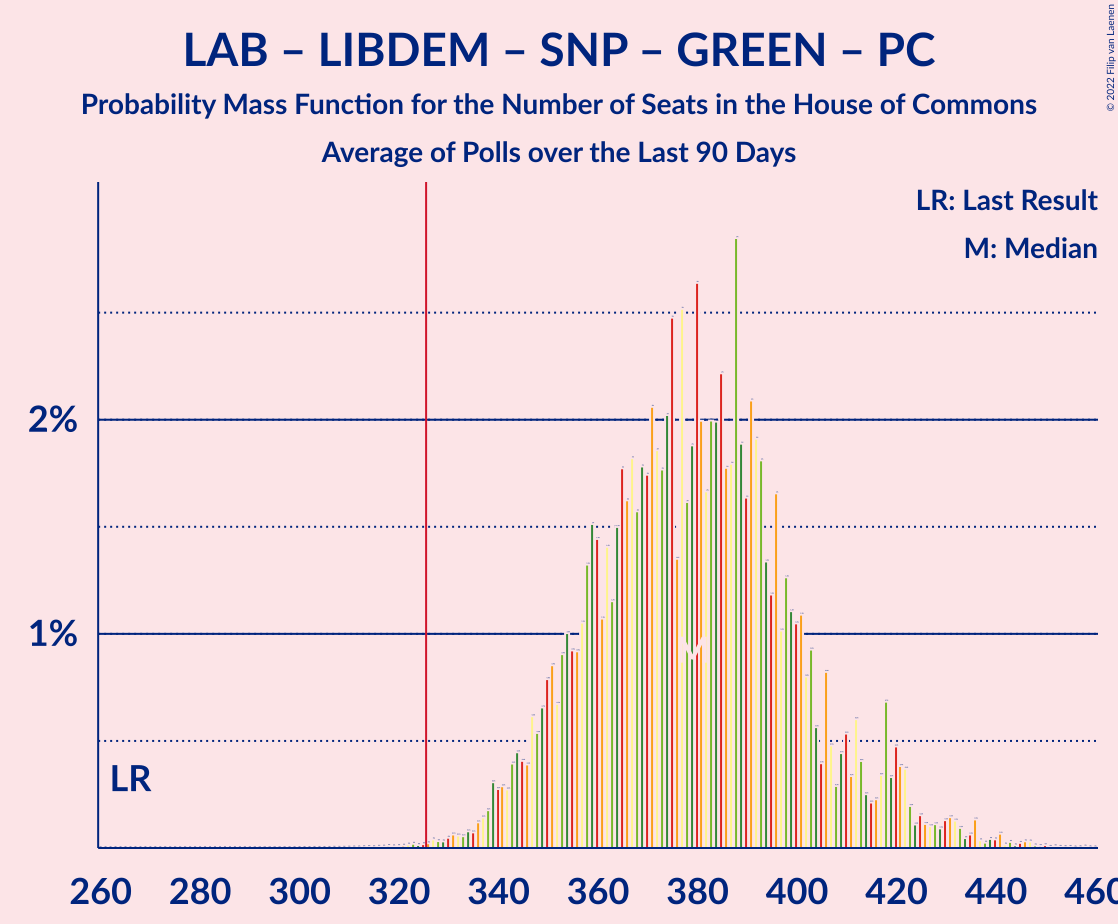 LAB – LIBDEM – SNP – GREEN – PC
Probability Mass Function for the Number of Seats in the House of Commons
Average of Polls over the Last 90 Days
© 2022 Filip van Laenen
LR: Last Result
M: Median
2%
1%
M
LR
260 280 300 320 340 360 380 400 420 440 460